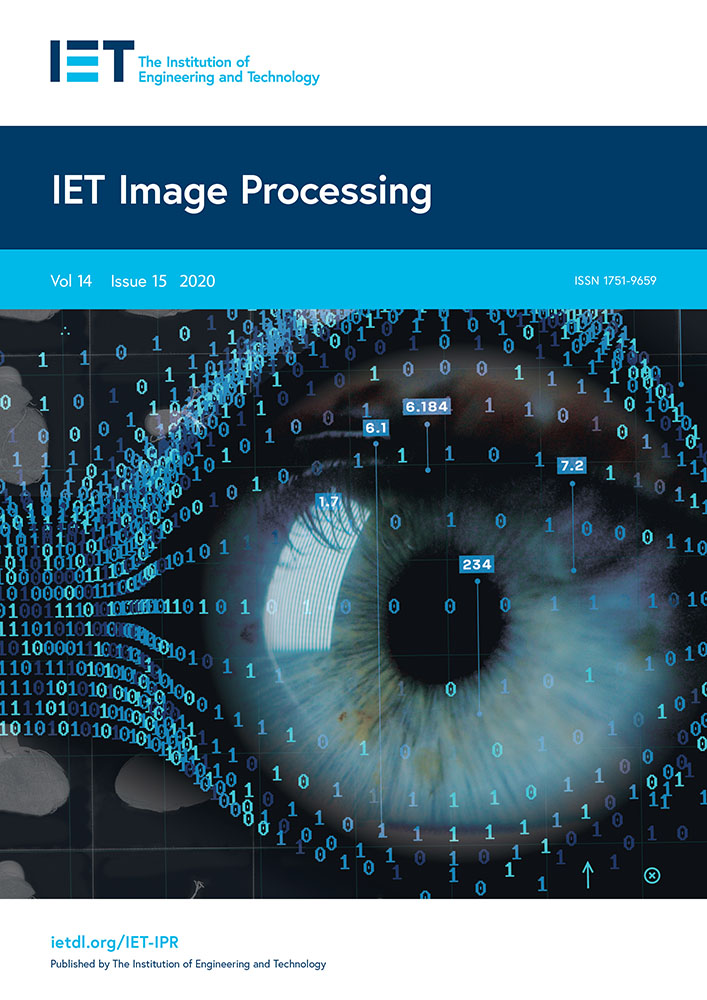 IET The Institution of
Engineering and Technology
IET Image Processing
Vol 14 Issue 15 2020 ISSN 1751-9659
6.184
6.1
7.2
1.7
234
ietdl.org/IET-IPR
Published by The Institution of Engineering and Technology